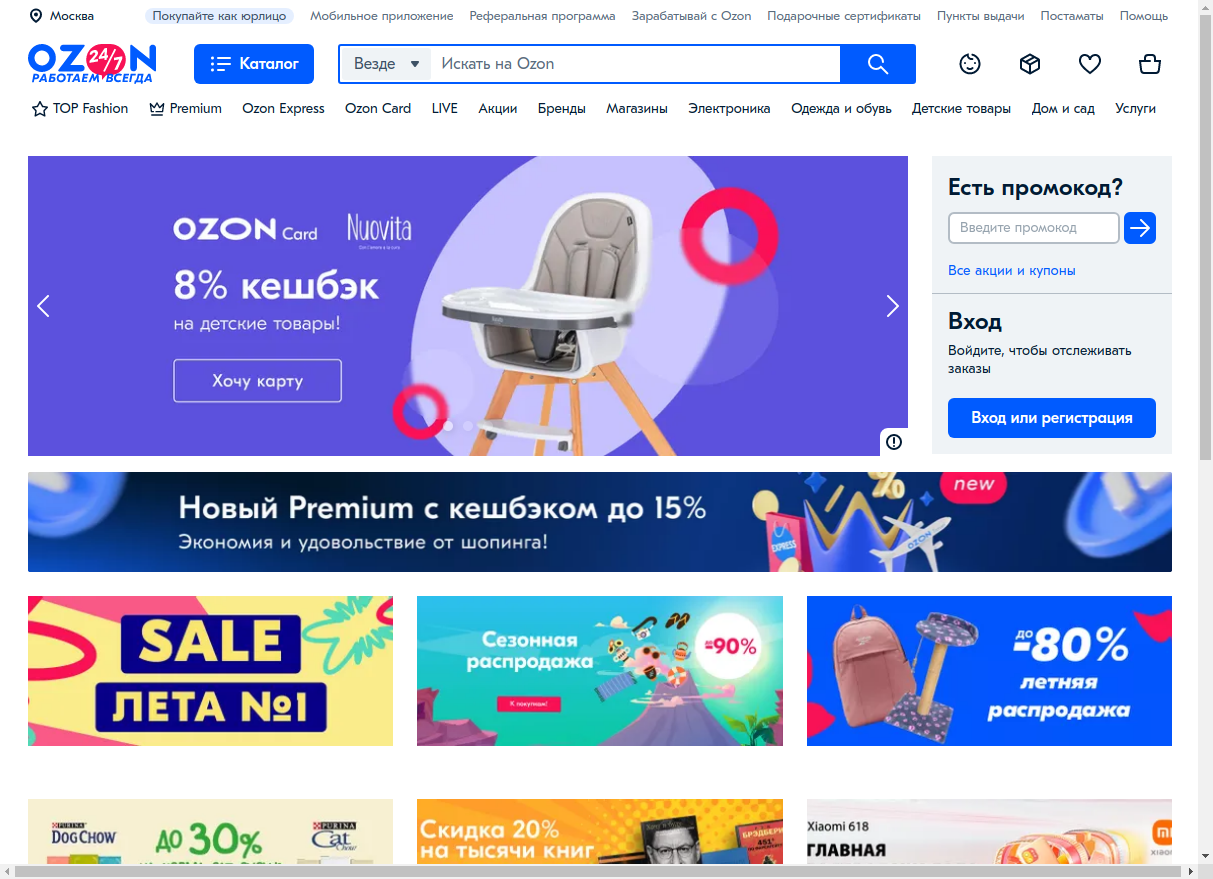 Москва
Покупайте как юрлицо
Мобильное приложение
Реферальная программа
Зарабатывай с Ozon
Подарочные сертификаты
Пункты выдачи
Постаматы
Помощь
OZON
24/7
РАБОТАЕМ ВСЕГДА
Каталог
Везде
Искать на Ozon
TOP Fashion
Premium
Ozon Express
Ozon Card
LIVE
Акции
Бренды
Магазины
Электроника
Одежда и обувь
Детские товары
Дом и сад
Услуги
OZON Card
Nuovita
8% кешбэк
на детские товары!
Хочу карту
Есть промокод?
Введите промокод
Все акции и купоны
Вход
Войдите, чтобы отслеживать
заказы
Вход или регистрация
Новый Premium с кешбэком до 15%
Экономия и удовольствие от шопинга!
EXPRESS
%
OZON
new
SALE
ЛЕТА №1
Сезонная
распродажа
К покупкам!
до -90%
до -80%
летняя
распродажа
PURINA
DOG CHOW
ДО 30%
PURINA
Cat
Chow
Скидка 20%
на тысячи книг
БРЭДБЕРИ
Xiaomi 618
ГЛАВНАЯ
mi